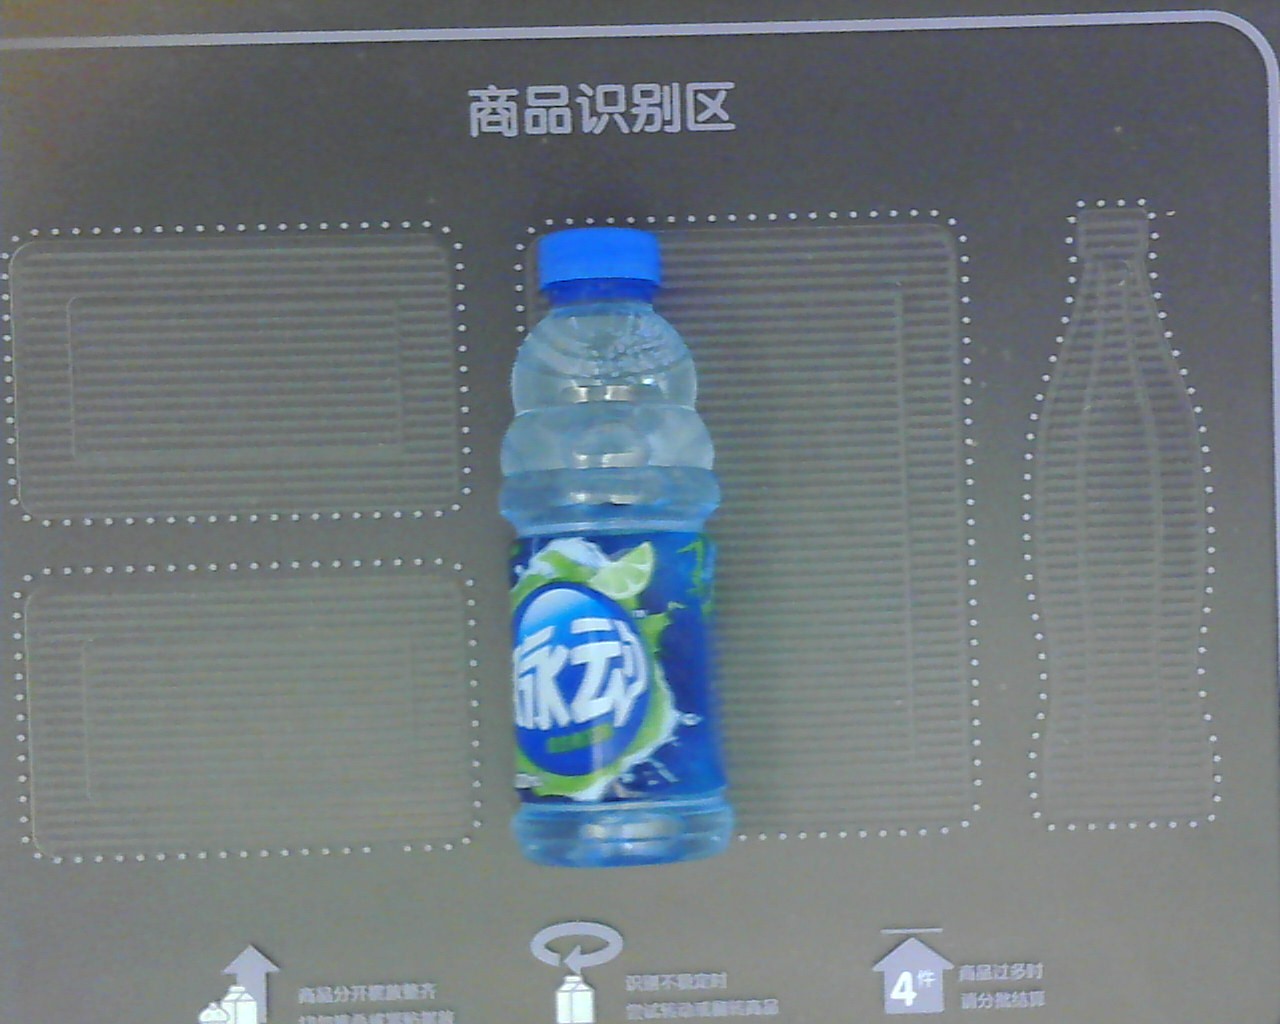 商品识别区
脉动
商品分开摆放整齐
识别不稳定时
尝试转动或翻转商品
4件
商品过多时
请分批结算